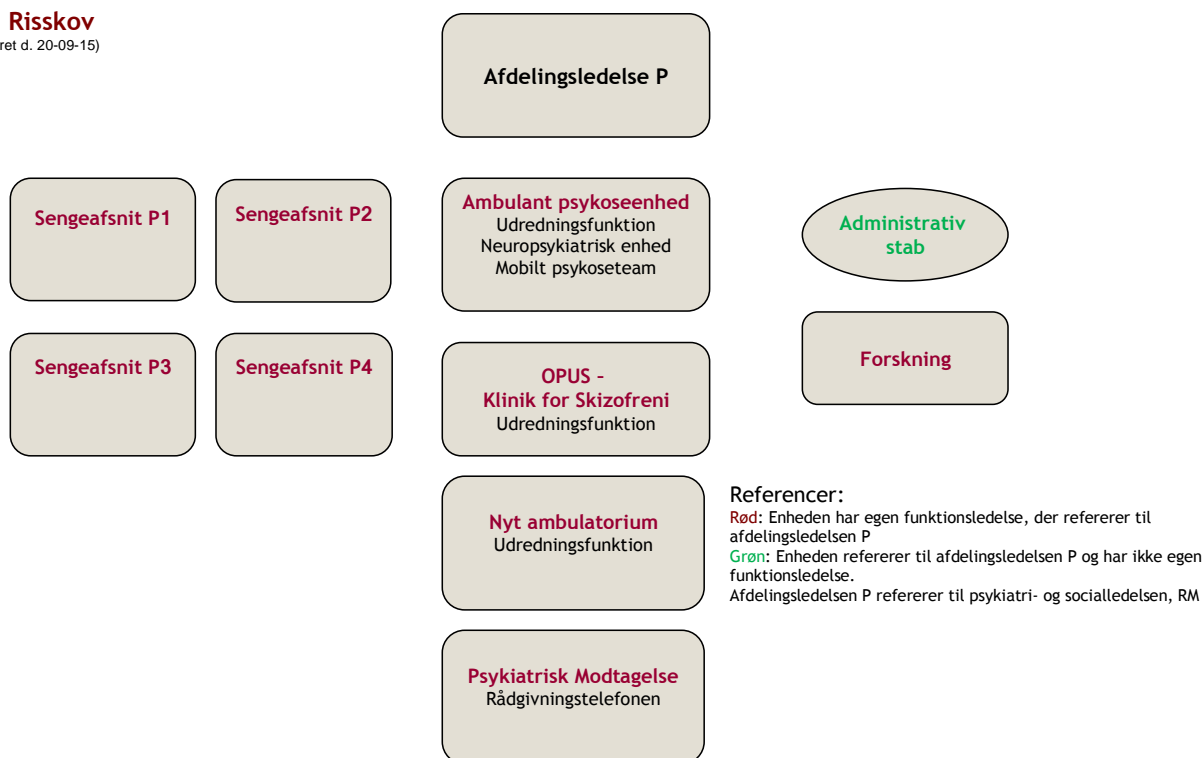 Risskov
ret d. 20-09-15)
Afdelingsledelse P
Sengeafsnit P1
Sengeafsnit P2
Ambulant psykoseenhed
Udredningsfunktion
Neuropsykiatrisk enhed
Mobilt psykoseteam
Administrativ
stab
Sengeafsnit P3
Sengeafsnit P4
OPUS –
Klinik for Skizofreni
Udredningsfunktion
Forskning
Nyt ambulatorium
Udredningsfunktion
Referencer:
Rød: Enheden har egen funktionsledelse, der refererer til
afdelingsledelsen P
Grøn: Enheden refererer til afdelingsledelsen P og har ikke egen
funktionsledelse.
Afdelingsledelsen P refererer til psykiatri- og socialledelsen, RM
Psykiatrisk Modtagelse
Rådgivningstelefonen